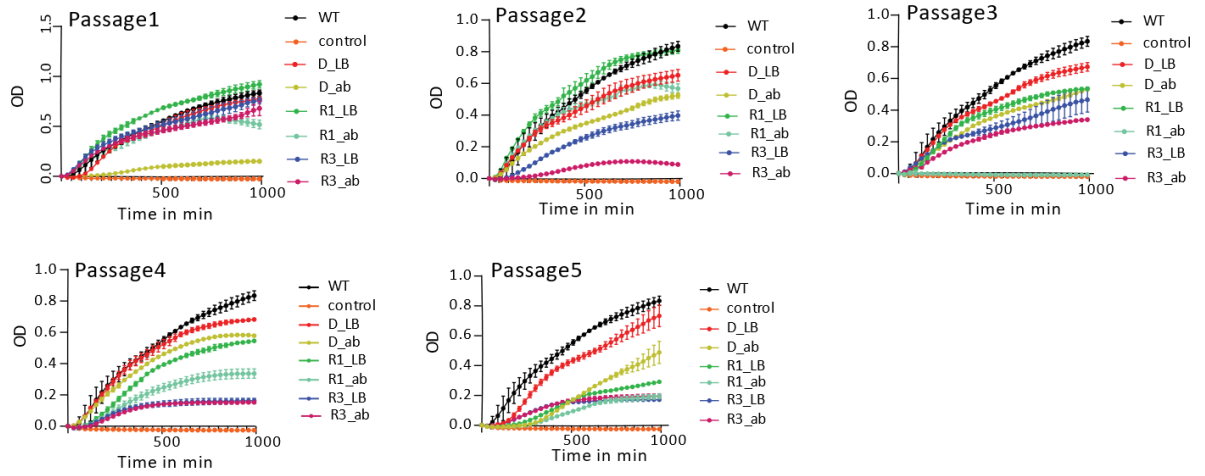 Passage1
OD
1.5
1.0
0.5
0.0
500
1000
Time in min
WT
control
D_LB
D_ab
R1_LB
R1_ab
R3_LB
R3_ab
Passage2
OD
1.0
0.8
0.6
0.4
0.2
0.0
500
1000
Time in min
WT
control
D_LB
D_ab
R1_LB
R1_ab
R3_LB
R3_ab
Passage3
OD
1.0
0.8
0.6
0.4
0.2
0.0
500
1000
Time in min
WT
control
D_LB
D_ab
R1_LB
R1_ab
R3_LB
R3_ab
Passage4
OD
1.0
0.8
0.6
0.4
0.2
0.0
500
1000
Time in min
WT
control
D_LB
D_ab
R1_LB
R1_ab
R3_LB
R3_ab
Passage5
OD
1.0
0.8
0.6
0.4
0.2
0.0
500
1000
Time in min
WT
control
D_LB
D_ab
R1_LB
R1_ab
R3_LB
R3_ab